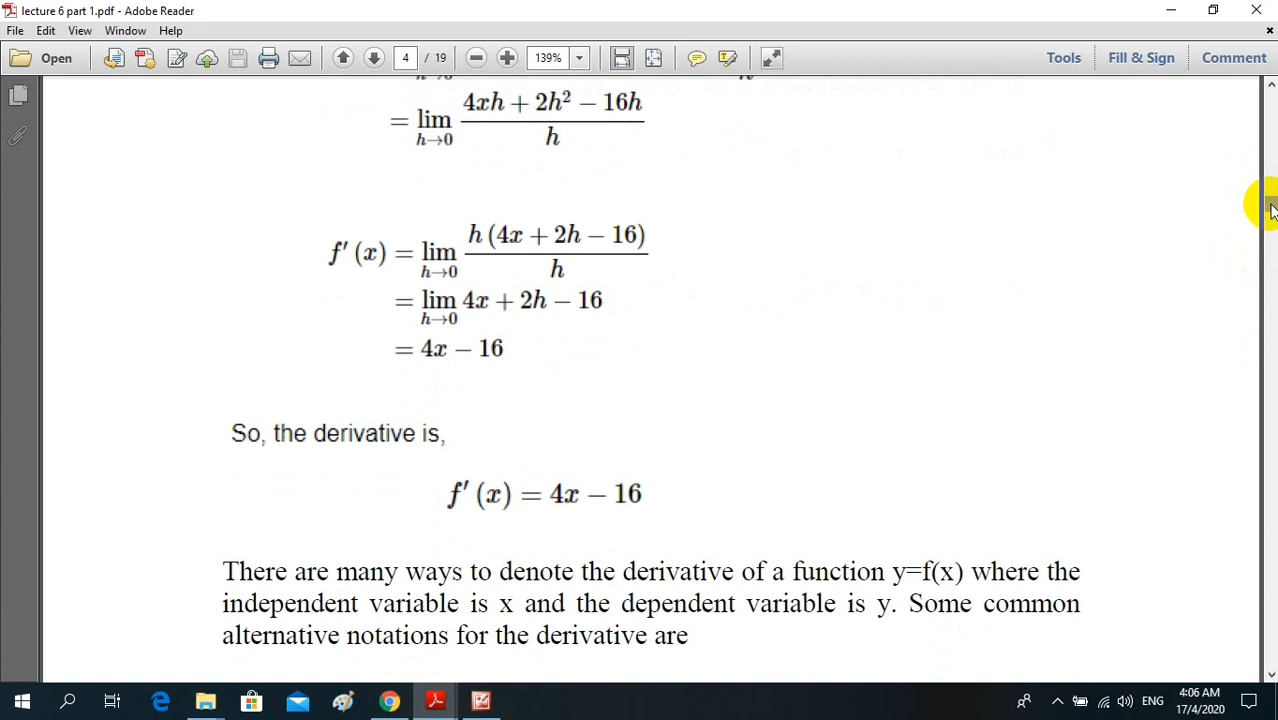 lecture 6 part 1.pdf - Adobe Reader
File Edit View Window Help
Open 4 / 19 139% Tools Fill & Sign Comment
= lim h→0 4xh + 2h² − 16h / h
f′ (x) = lim h→0 h (4x + 2h − 16) / h
= lim h→0 4x + 2h − 16
= 4x − 16
So, the derivative is,
f′ (x) = 4x − 16
There are many ways to denote the derivative of a function y=f(x) where the
independent variable is x and the dependent variable is y. Some common
alternative notations for the derivative are
ENG 4:06 AM
17/4/2020